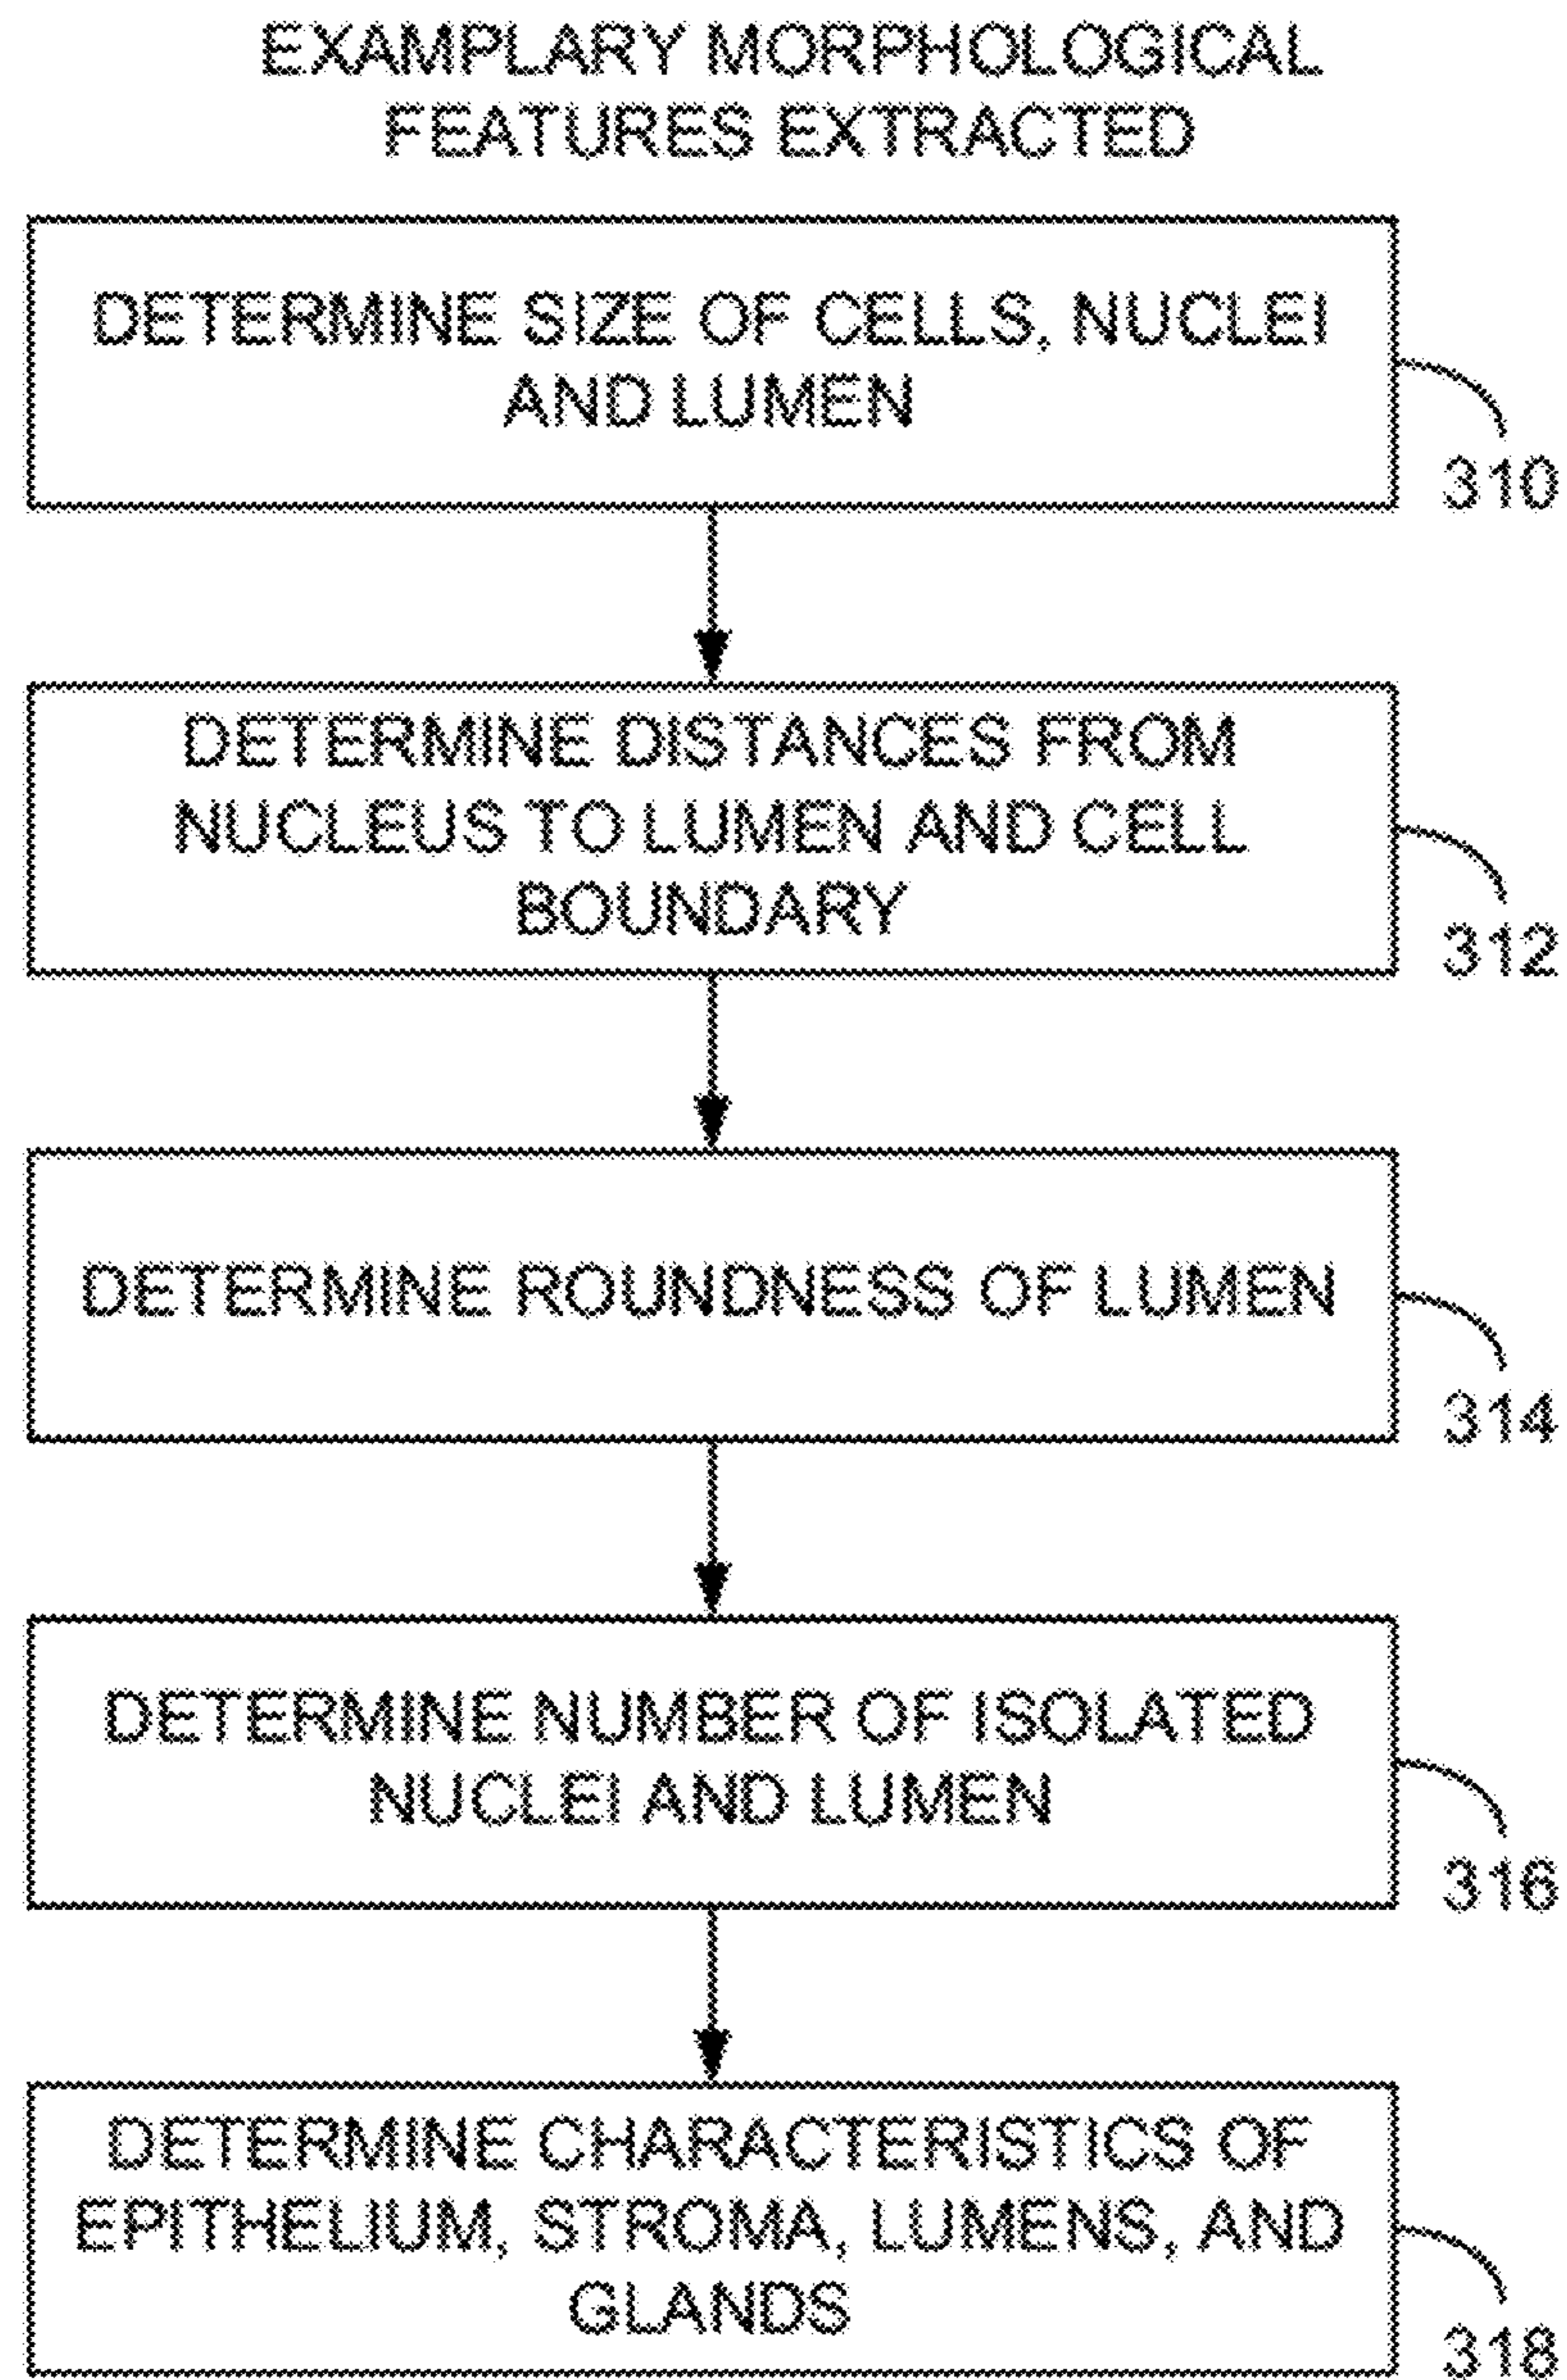 EXAMPLARY MORPHOLOGICAL
FEATURES EXTRACTED
DETERMINE SIZE OF CELLS, NUCLEI
AND LUMEN
310
DETERMINE DISTANCES FROM
NUCLEUS TO LUMEN AND CELL
BOUNDARY
312
DETERMINE ROUNDNESS OF LUMEN
314
DETERMINE NUMBER OF ISOLATED
NUCLEI AND LUMEN
316
DETERMINE CHARACTERISTICS OF
EPITHELIUM, STROMA, LUMENS, AND
GLANDS
318